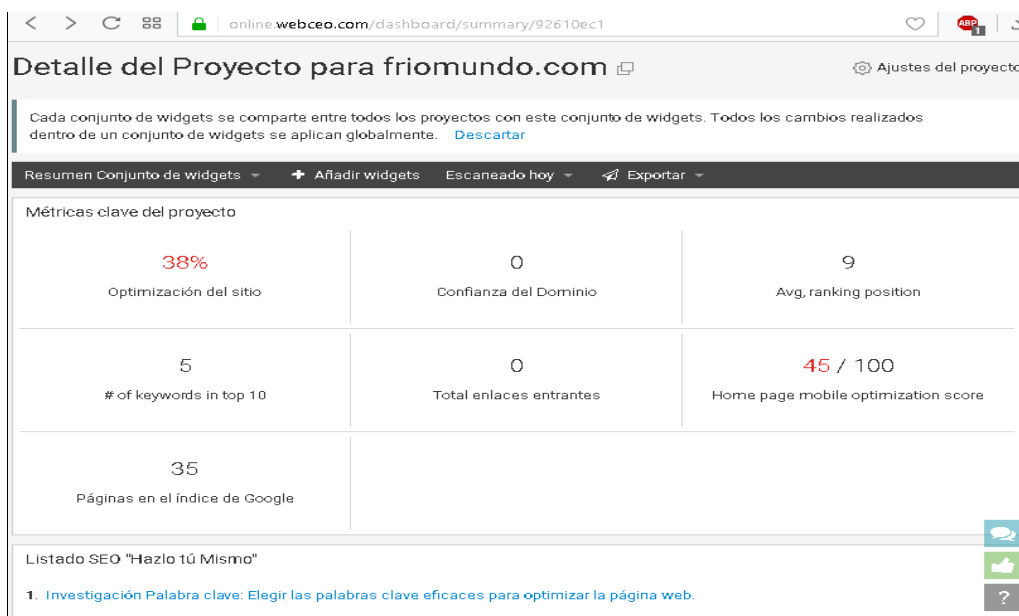 online.webceo.com/dashboard/summary/92610ec1
ABP
1
Detalle del Proyecto para friomundo.com
Ajustes del proyecto
Cada conjunto de widgets se comparte entre todos los proyectos con este conjunto de widgets. Todos los cambios realizados
dentro de un conjunto de widgets se aplican globalmente. Descartar
Resumen Conjunto de widgets + Añadir widgets Escaneado hoy Exportar
Métricas clave del proyecto
38% 0 9
Optimización del sitio Confianza del Dominio Avg, ranking position
5 0 45 / 100
# of keywords in top 10 Total enlaces entrantes Home page mobile optimization score
35
Páginas en el índice de Google
Listado SEO "Hazlo tú Mismo"
1. Investigación Palabra clave: Elegir las palabras clave eficaces para optimizar la página web.
?